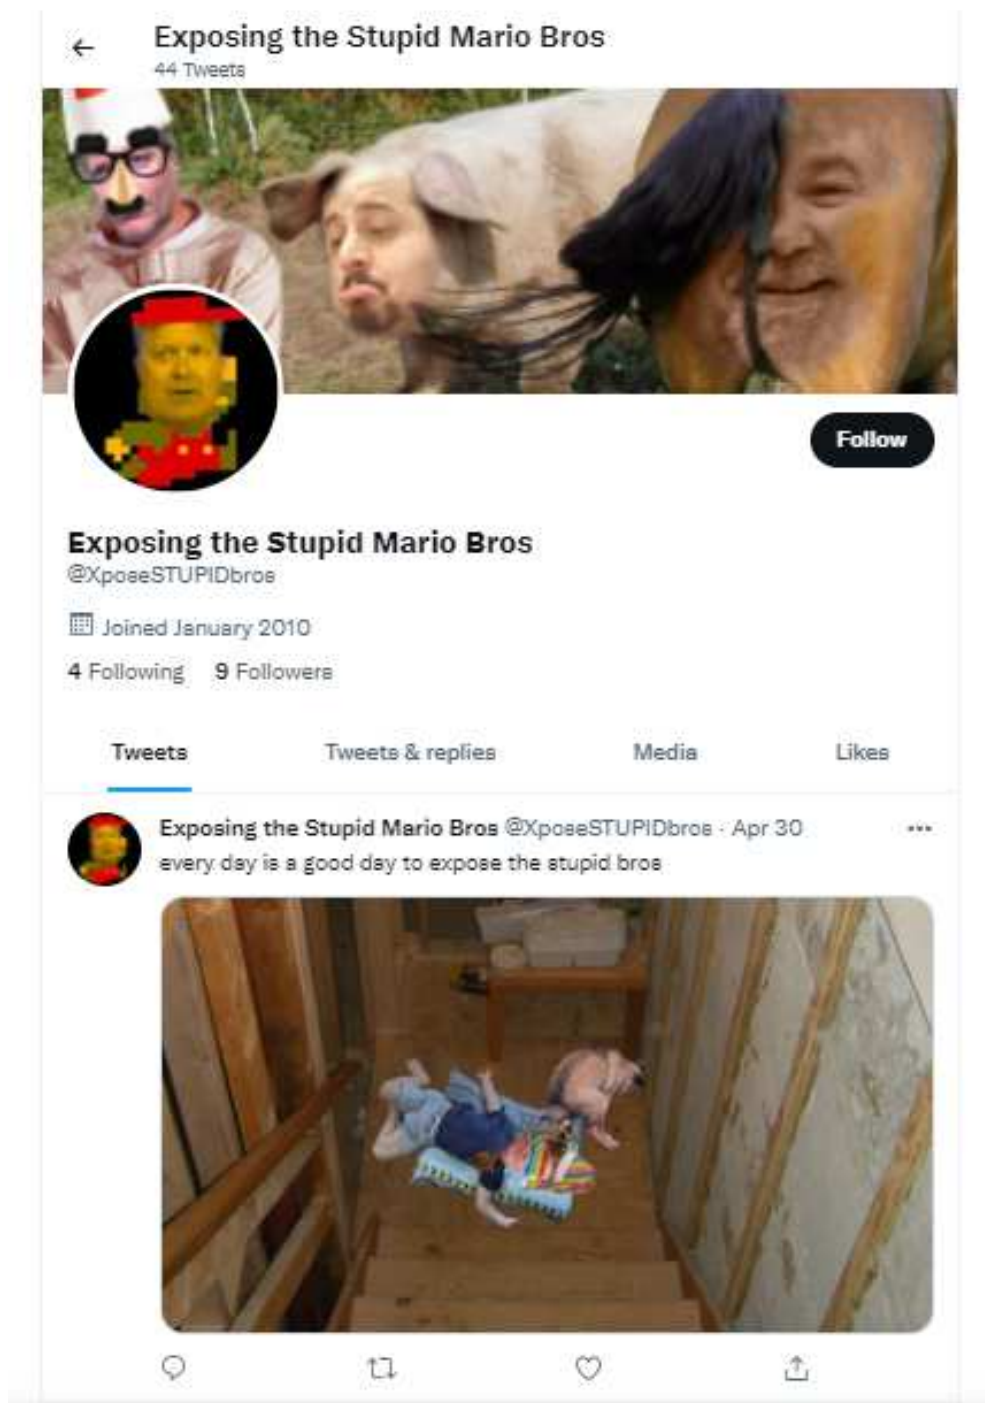 Exposing the Stupid Mario Bros
44 Tweets
Follow
Exposing the Stupid Mario Bros
@XposeSTUPIDbros
Joined January 2010
4 Following 9 Followers
Tweets Tweets & replies Media Likes
Exposing the Stupid Mario Bros @XposeSTUPIDbros · Apr 30
every day is a good day to expose the stupid bros